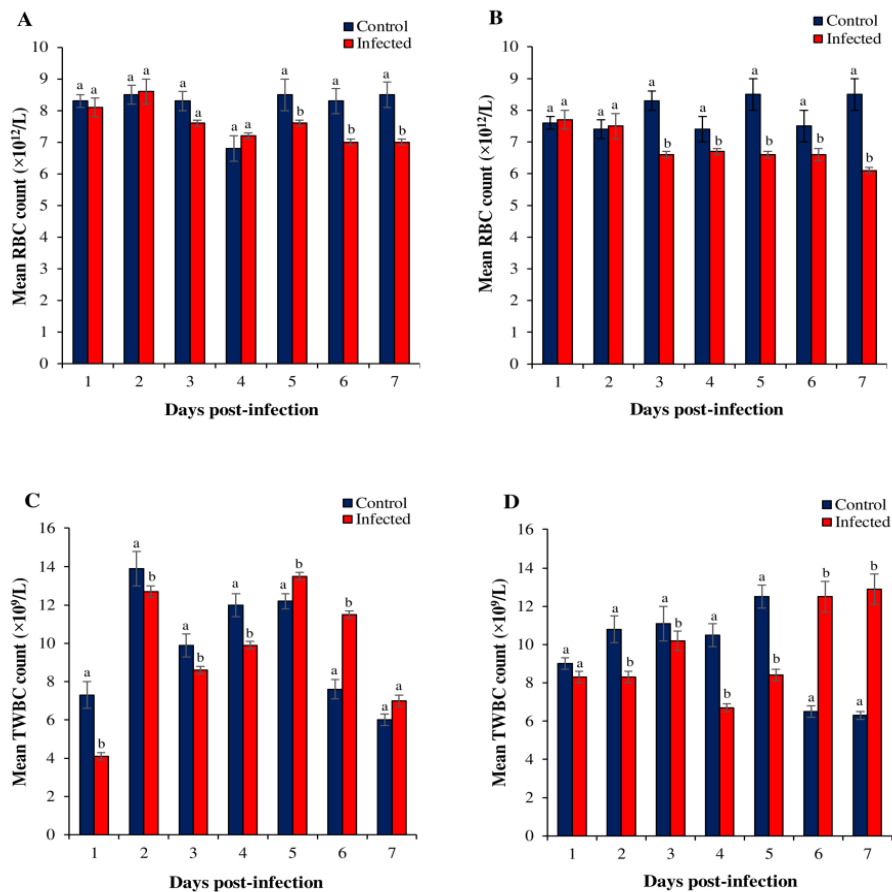 A
Control
Infected
Mean RBC count (×10¹²/L)
10
9
8
7
6
5
4
3
2
1
0
a a a a a a a a a b a b a b
1 2 3 4 5 6 7
Days post-infection
B
Control
Infected
Mean RBC count (×10¹²/L)
10
9
8
7
6
5
4
3
2
1
0
a a a a a b a b a b a b a b
1 2 3 4 5 6 7
Days post-infection
C
Control
Infected
Mean TWBC count (×10⁹/L)
16
14
12
10
8
6
4
2
0
a b a b a b a b a b a b a a
1 2 3 4 5 6 7
Days post-infection
D
Control
Infected
Mean TWBC count (×10⁹/L)
16
14
12
10
8
6
4
2
0
a a a b a b a b a b a b a b
1 2 3 4 5 6 7
Days post-infection